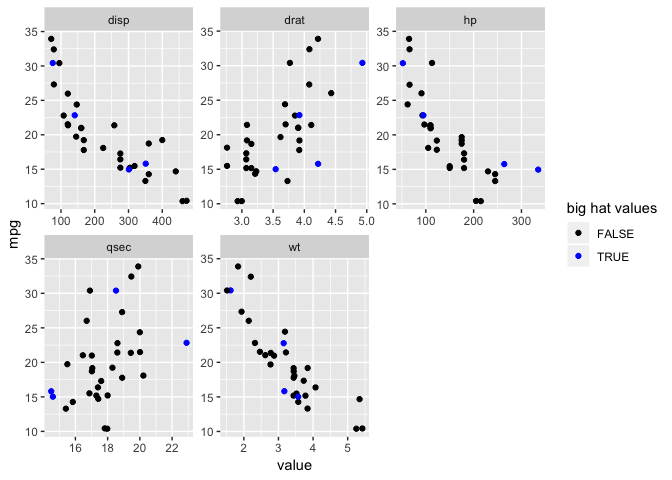 disp
drat
hp
35
30
25
20
15
10
100 200 300 400
3.0 3.5 4.0 4.5 5.0
100 200 300
mpg
qsec
wt
35
30
25
20
15
10
16 18 20 22
2 3 4 5
value
big hat values
FALSE
TRUE